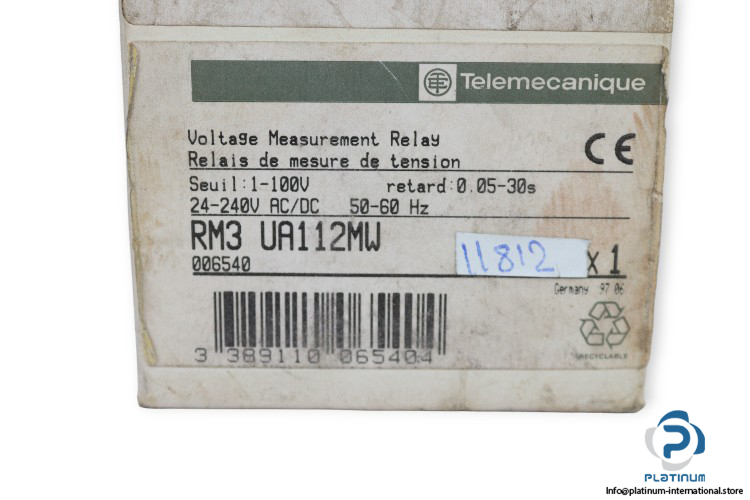 Telemecanique
Voltage Measurement Relay
Relais de mesure de tension
CE
Seuil:1-100V retard:0.05-30s
24-240V AC/DC 50-60 Hz
RM3 UA112MW
006540
11812
x 1
Germany 97 06
3 389110 065404
RECYCLABLE
PLATINUM
Info@platinum-international.store